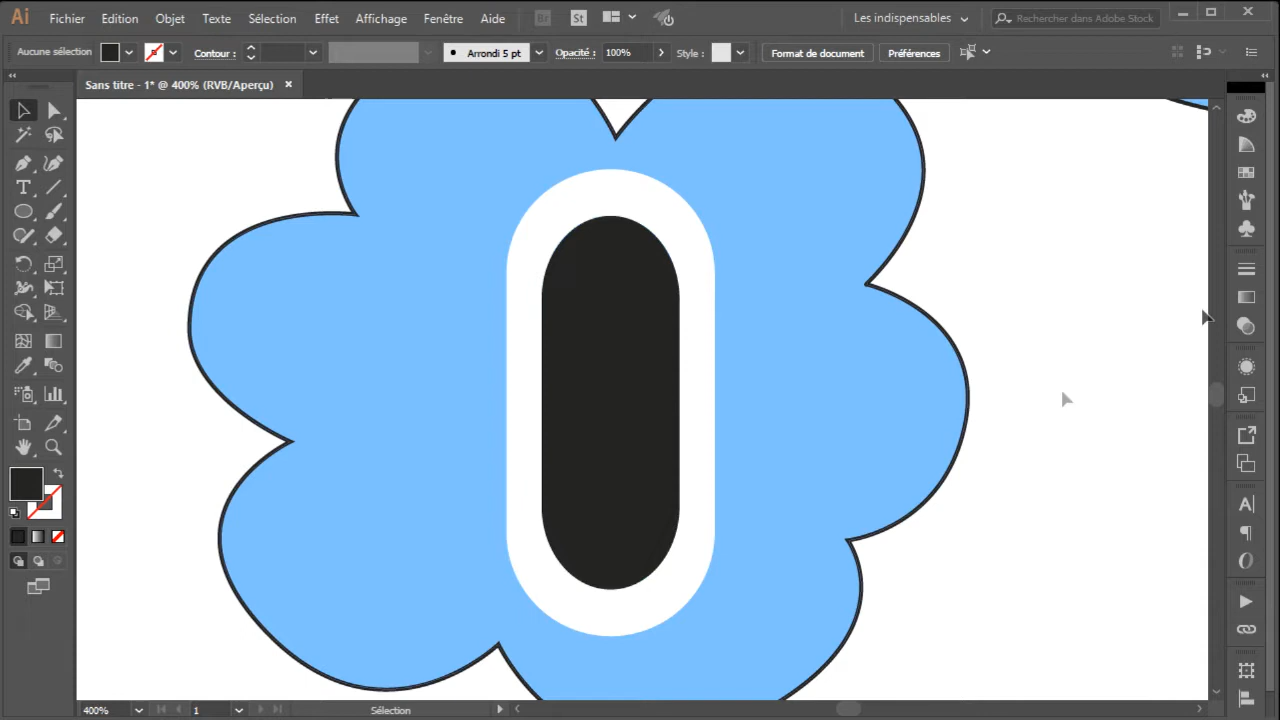 Ai Fichier Edition Objet Texte Sélection Effet Affichage Fenêtre Aide Br St Les indispensables Rechercher dans Adobe Stock
Aucune sélection Contour : Arrondi 5 pt Opacité : 100% Style : Format de document Préférences
Sans titre - 1* @ 400% (RVB/Aperçu)
400% 1 Sélection